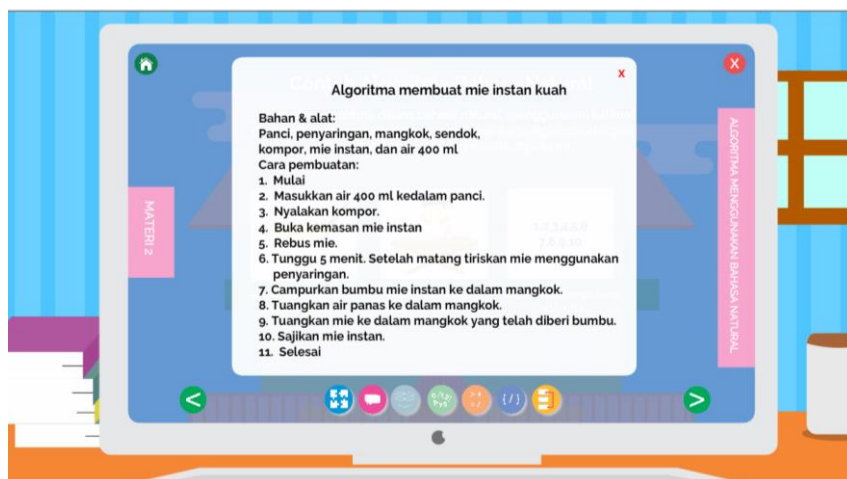 x
X
Algoritma membuat mie instan kuah
Bahan & alat:
Panci, penyaringan, mangkok, sendok,
kompor, mie instan, dan air 400 ml
Cara pembuatan:
1. Mulai
2. Masukkan air 400 ml kedalam panci.
3. Nyalakan kompor.
4. Buka kemasan mie instan
5. Rebus mie.
6. Tunggu 5 menit. Setelah matang tiriskan mie menggunakan
penyaringan.
7. Campurkan bumbu mie instan ke dalam mangkok.
8. Tuangkan air panas ke dalam mangkok.
9. Tuangkan mie ke dalam mangkok yang telah diberi bumbu.
10. Sajikan mie instan.
11. Selesai
MATERI 2
ALGORITMA MENGGUNAKAN BAHASA NATURAL
<
{/}
>